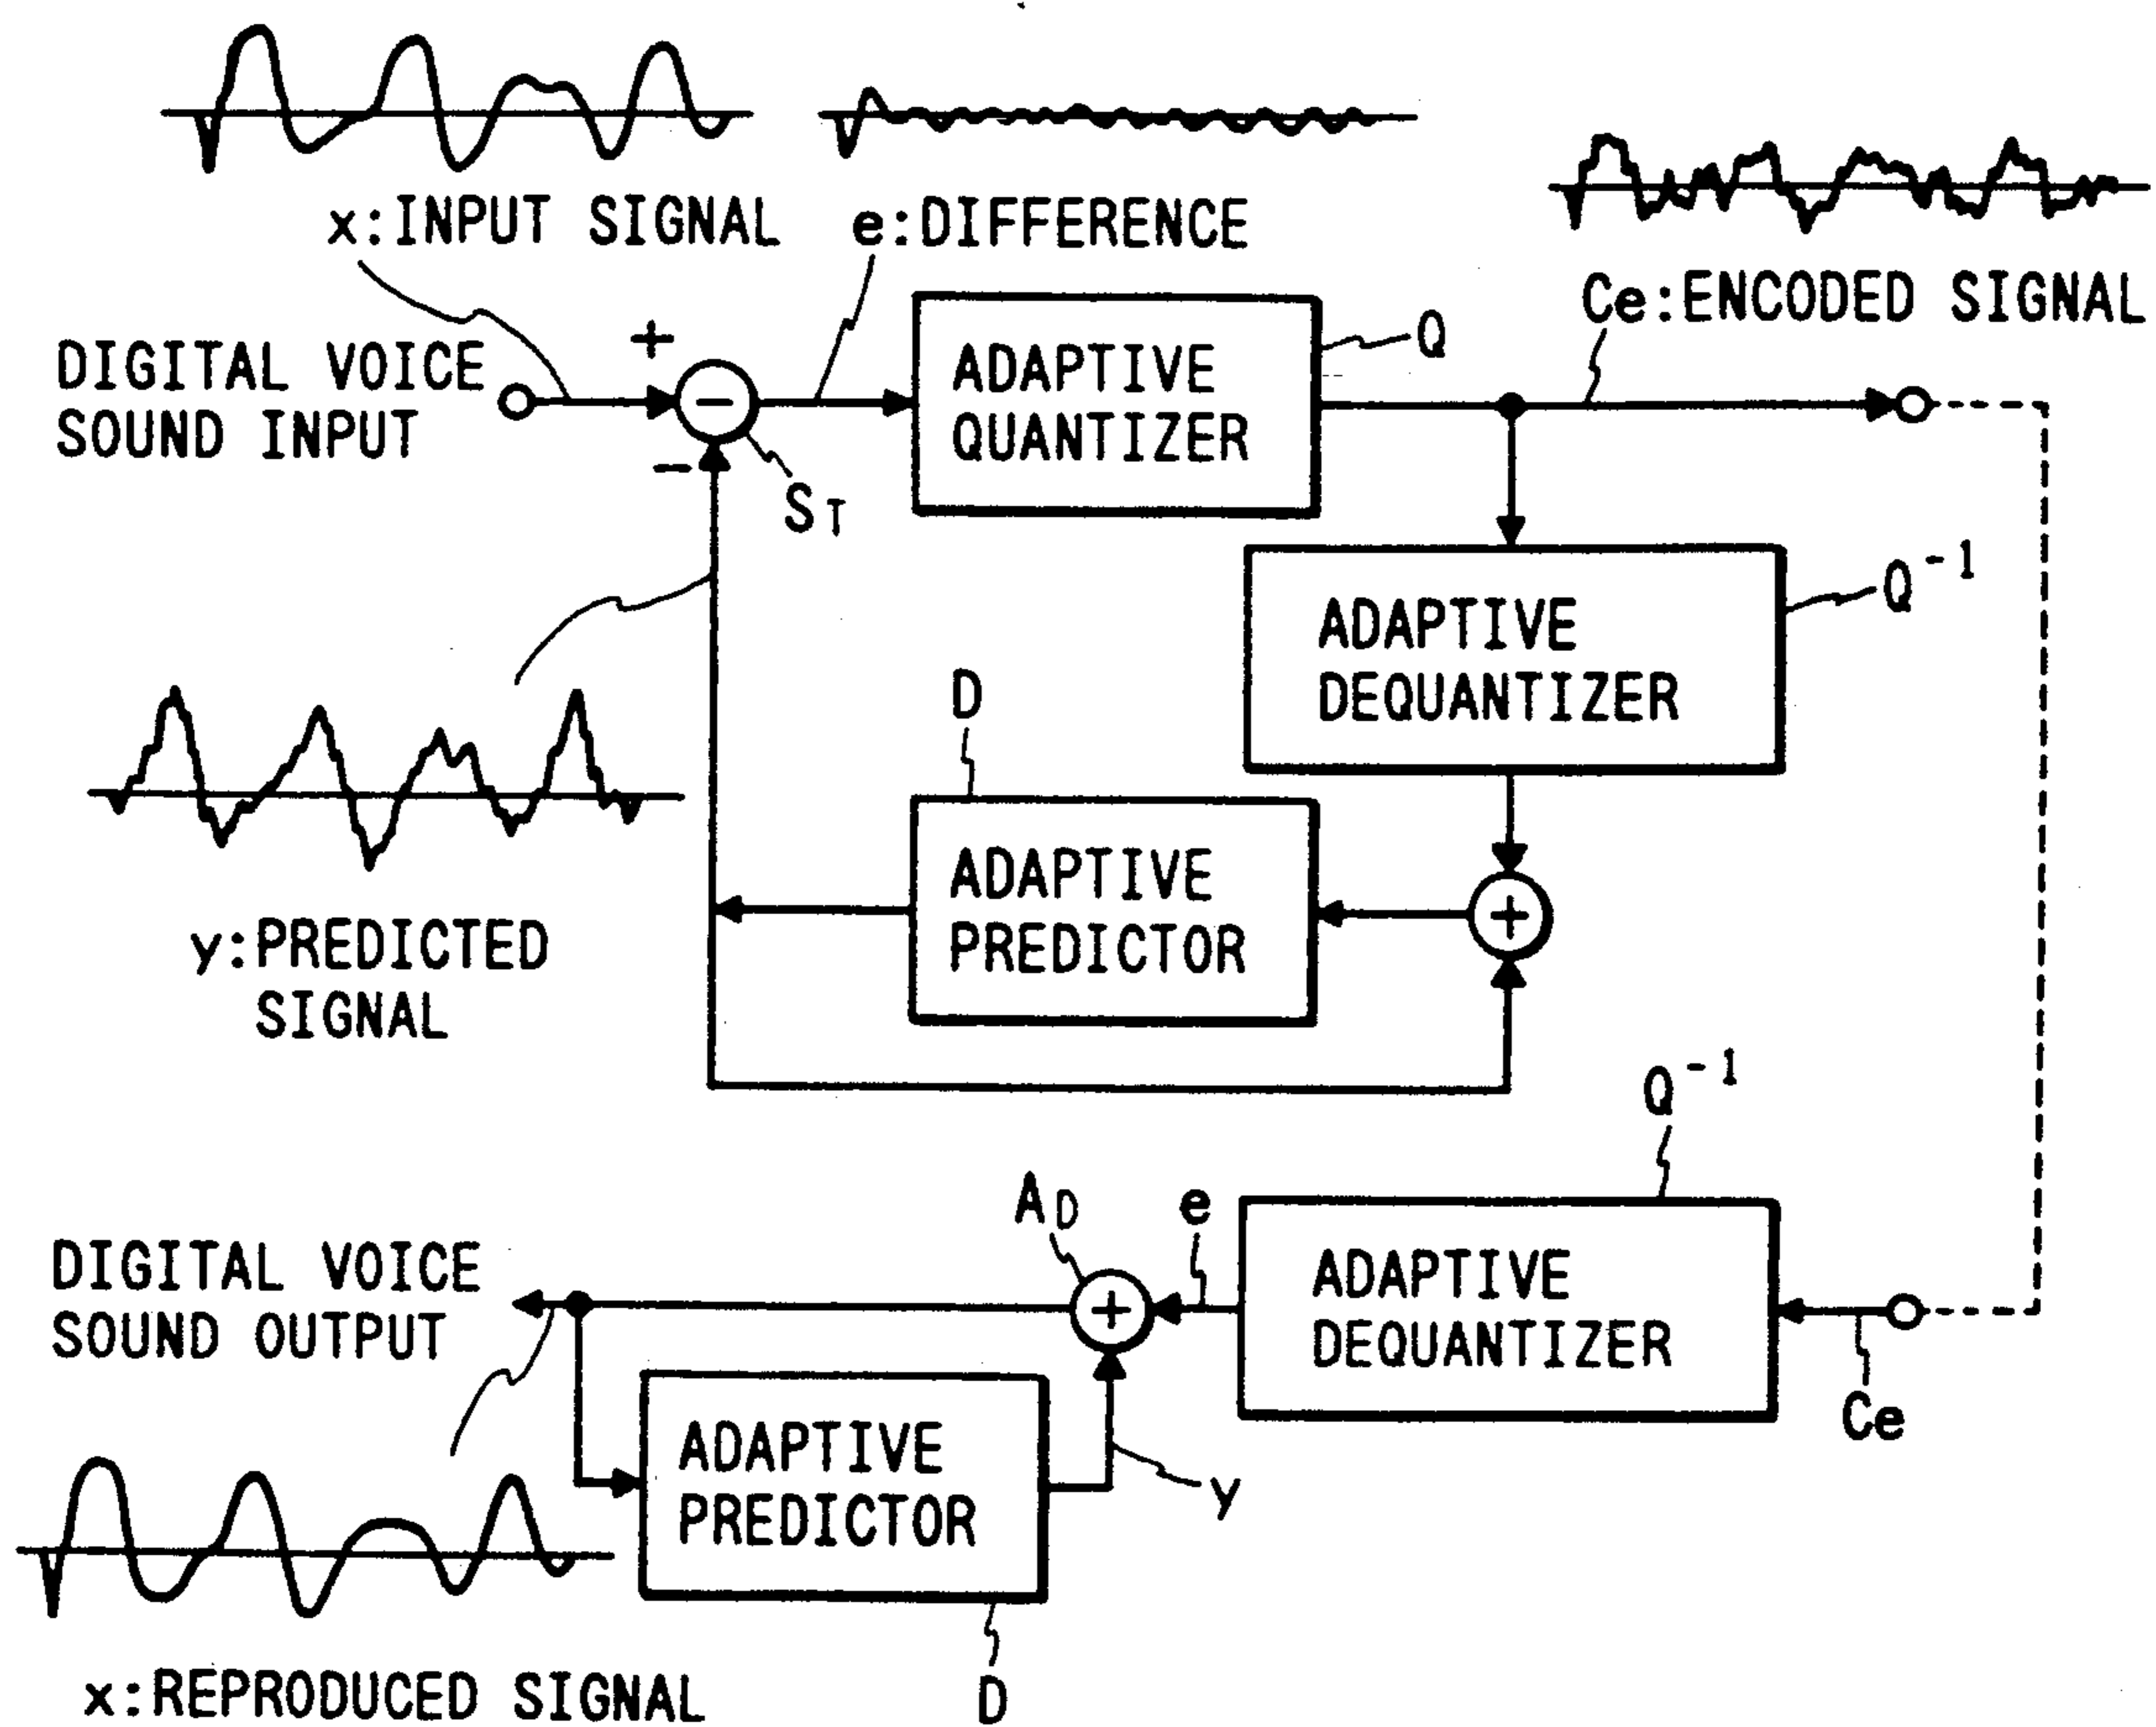 x:INPUT SIGNAL
e:DIFFERENCE
Ce:ENCODED SIGNAL
DIGITAL VOICE
SOUND INPUT
+
−
−
ST
ADAPTIVE
QUANTIZER
Q
ADAPTIVE
DEQUANTIZER
Q-1
D
ADAPTIVE
PREDICTOR
+
y:PREDICTED
SIGNAL
Q-1
AD
e
DIGITAL VOICE
SOUND OUTPUT
+
ADAPTIVE
DEQUANTIZER
Ce
ADAPTIVE
PREDICTOR
y
D
x:REPRODUCED SIGNAL